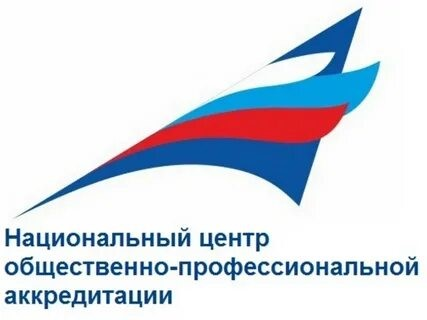 Национальный центр
общественно-профессиональной
аккредитации